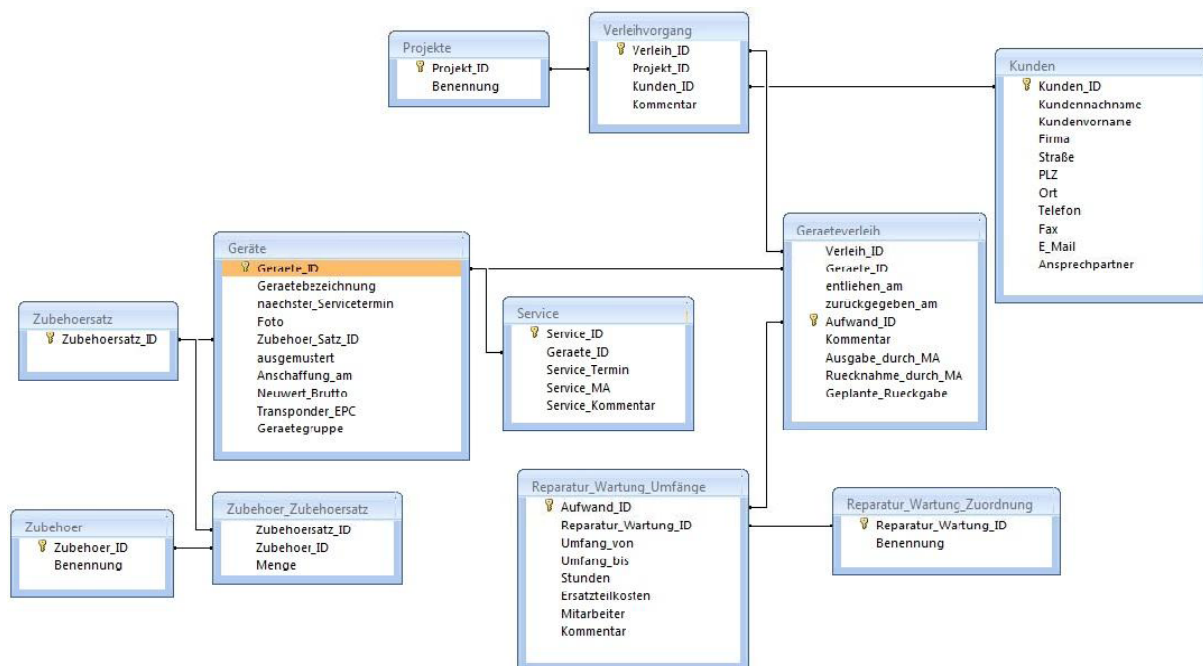 Projekte
Projekt_ID
Benennung
Verleihvorgang
Verleih_ID
Projekt_ID
Kunden_ID
Kommentar
Kunden
Kunden_ID
Kundennachname
Kundenvorname
Firma
Straße
PLZ
Ort
Telefon
Fax
E_Mail
Ansprechpartner
Geräte
Geraete_ID
Geraetebezeichnung
naechster_Servicetermin
Foto
Zubehoer_Satz_ID
ausgemustert
Anschaffung_am
Neuwert_Brutto
Transponder_EPC
Geraetegruppe
Geraeteverleih
Verleih_ID
Geraete_ID
entliehen_am
zurückgegeben_am
Aufwand_ID
Kommentar
Ausgabe_durch_MA
Ruecknahme_durch_MA
Geplante_Rueckgabe
Zubehoersatz
Zubehoersatz_ID
Service
Service_ID
Geraete_ID
Service_Termin
Service_MA
Service_Kommentar
Zubehoer
Zubehoer_ID
Benennung
Zubehoer_Zubehoersatz
Zubehoersatz_ID
Zubehoer_ID
Menge
Reparatur_Wartung_Umfänge
Aufwand_ID
Reparatur_Wartung_ID
Umfang_von
Umfang_bis
Stunden
Ersatzteilkosten
Mitarbeiter
Kommentar
Reparatur_Wartung_Zuordnung
Reparatur_Wartung_ID
Benennung